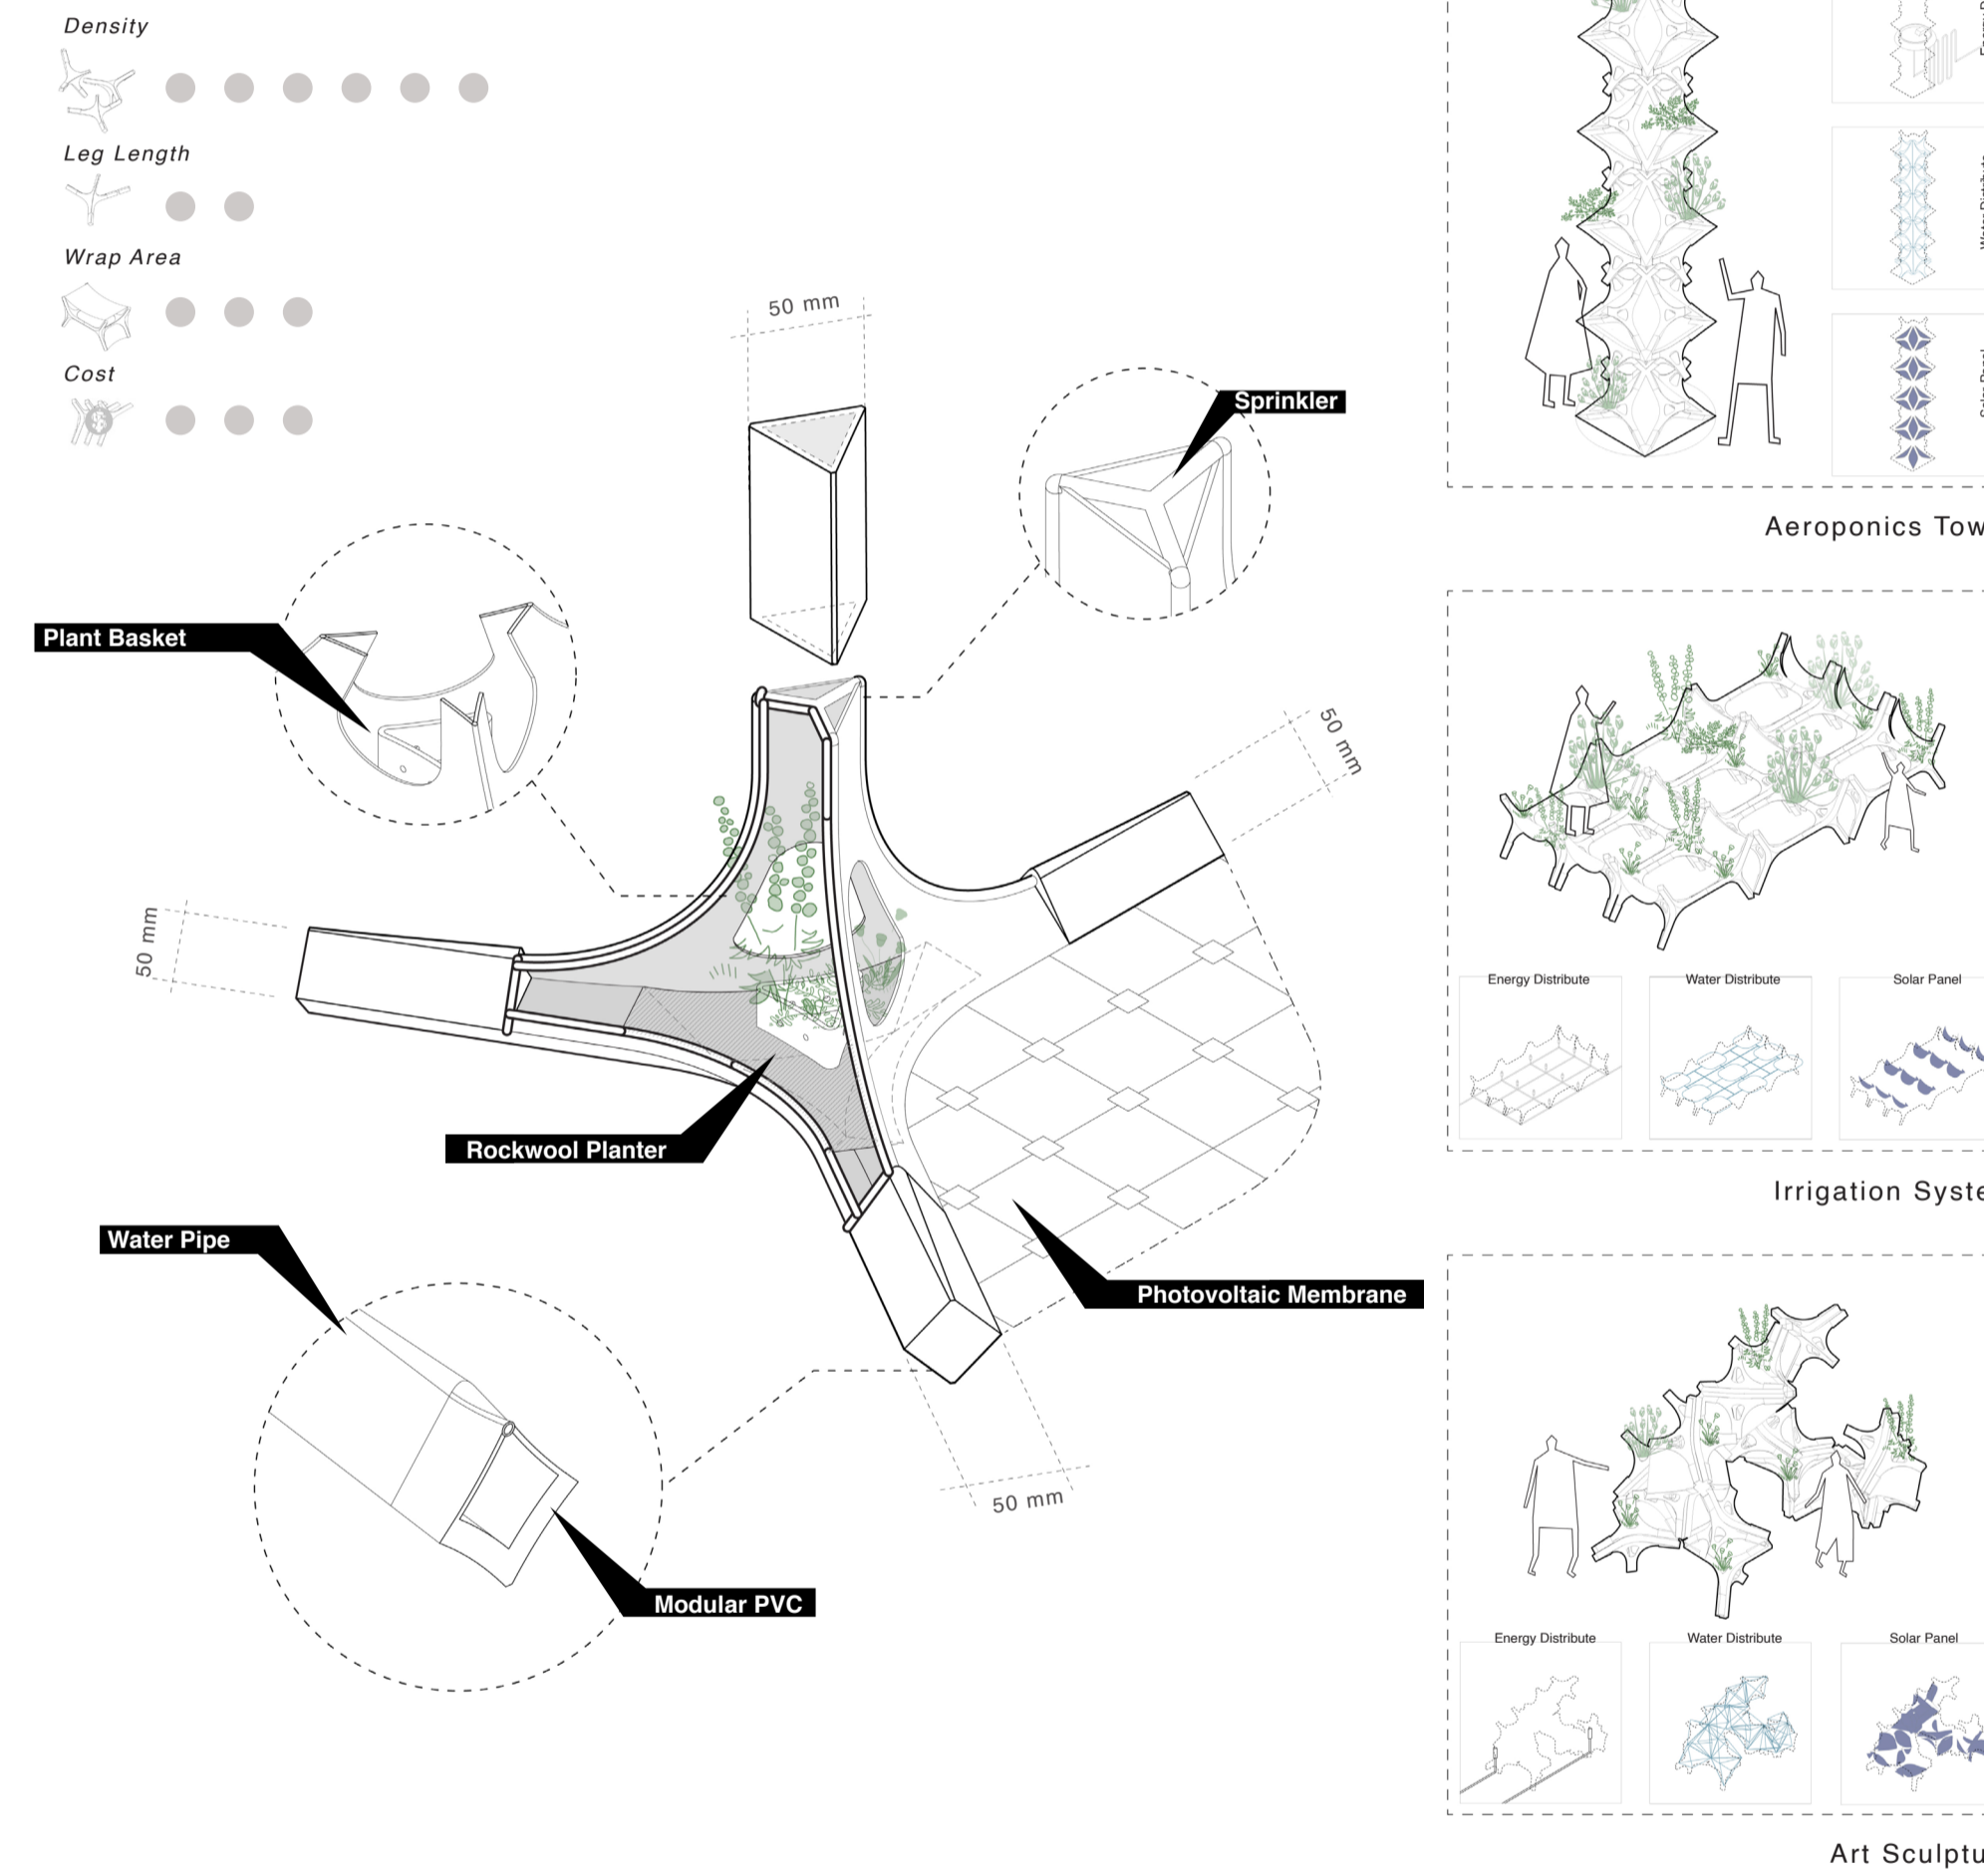 Density
Leg Length
Wrap Area
Cost
50 mm
Sprinkler
Plant Basket
50 mm
50 mm
Rockwool Planter
Water Pipe
Photovoltaic Membrane
50 mm
Modular PVC
Aeroponics Tow
Energy Distribute
Water Distribute
Solar Panel
Irrigation Syste
Energy Distribute
Water Distribute
Solar Panel
Art Sculptu